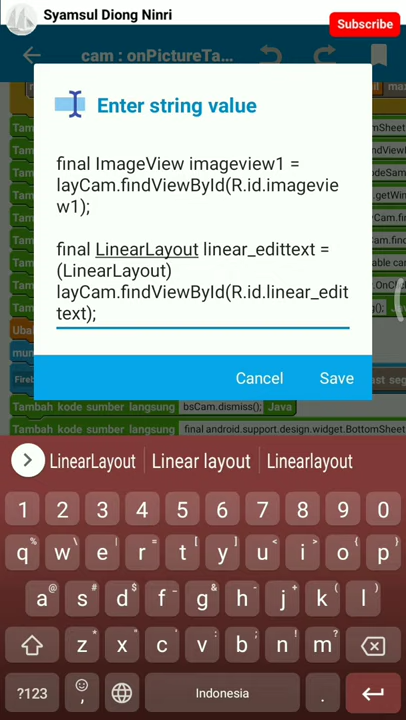 Syamsul Diong Ninri
Subscribe
cam : onPictureTa...
Enter string value
final ImageView imageview1 =
layCam.findViewById(R.id.imagevie
w1);
final LinearLayout linear_edittext =
(LinearLayout)
layCam.findViewById(R.id.linear_edit
text);
Cancel Save
Tambah kode sumber langsung bsCam.dismiss(); Java
Tambah kode sumber langsung final android.support.design.widget.BottomSheet
LinearLayout Linear layout Linearlayout
1 2 3 4 5 6 7 8 9 0
q w e r t y u i o p
a s d f g h j k l
z x c v b n m
?123 , Indonesia .